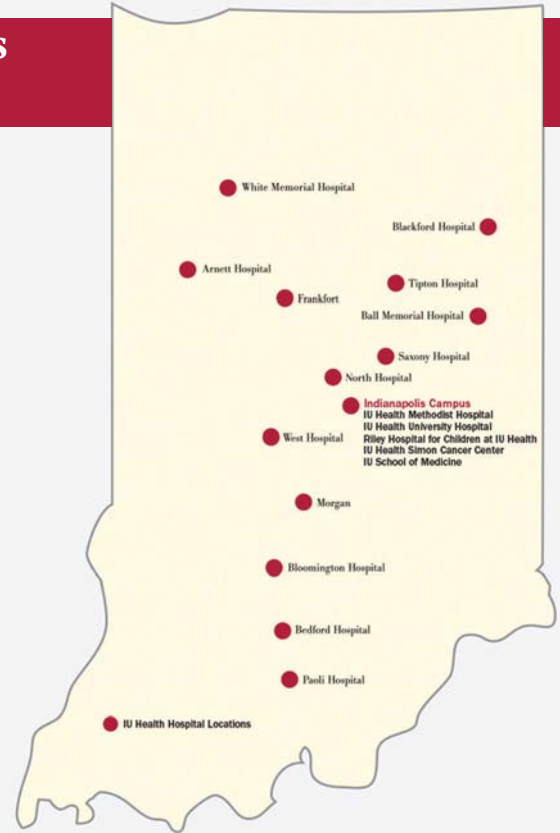 s
White Memorial Hospital
Blackford Hospital
Arnett Hospital
Tipton Hospital
Frankfort
Ball Memorial Hospital
Saxony Hospital
North Hospital
Indianapolis Campus
IU Health Methodist Hospital
IU Health University Hospital
Riley Hospital for Children at IU Health
IU Health Simon Cancer Center
IU School of Medicine
West Hospital
Morgan
Bloomington Hospital
Bedford Hospital
Paoli Hospital
IU Health Hospital Locations